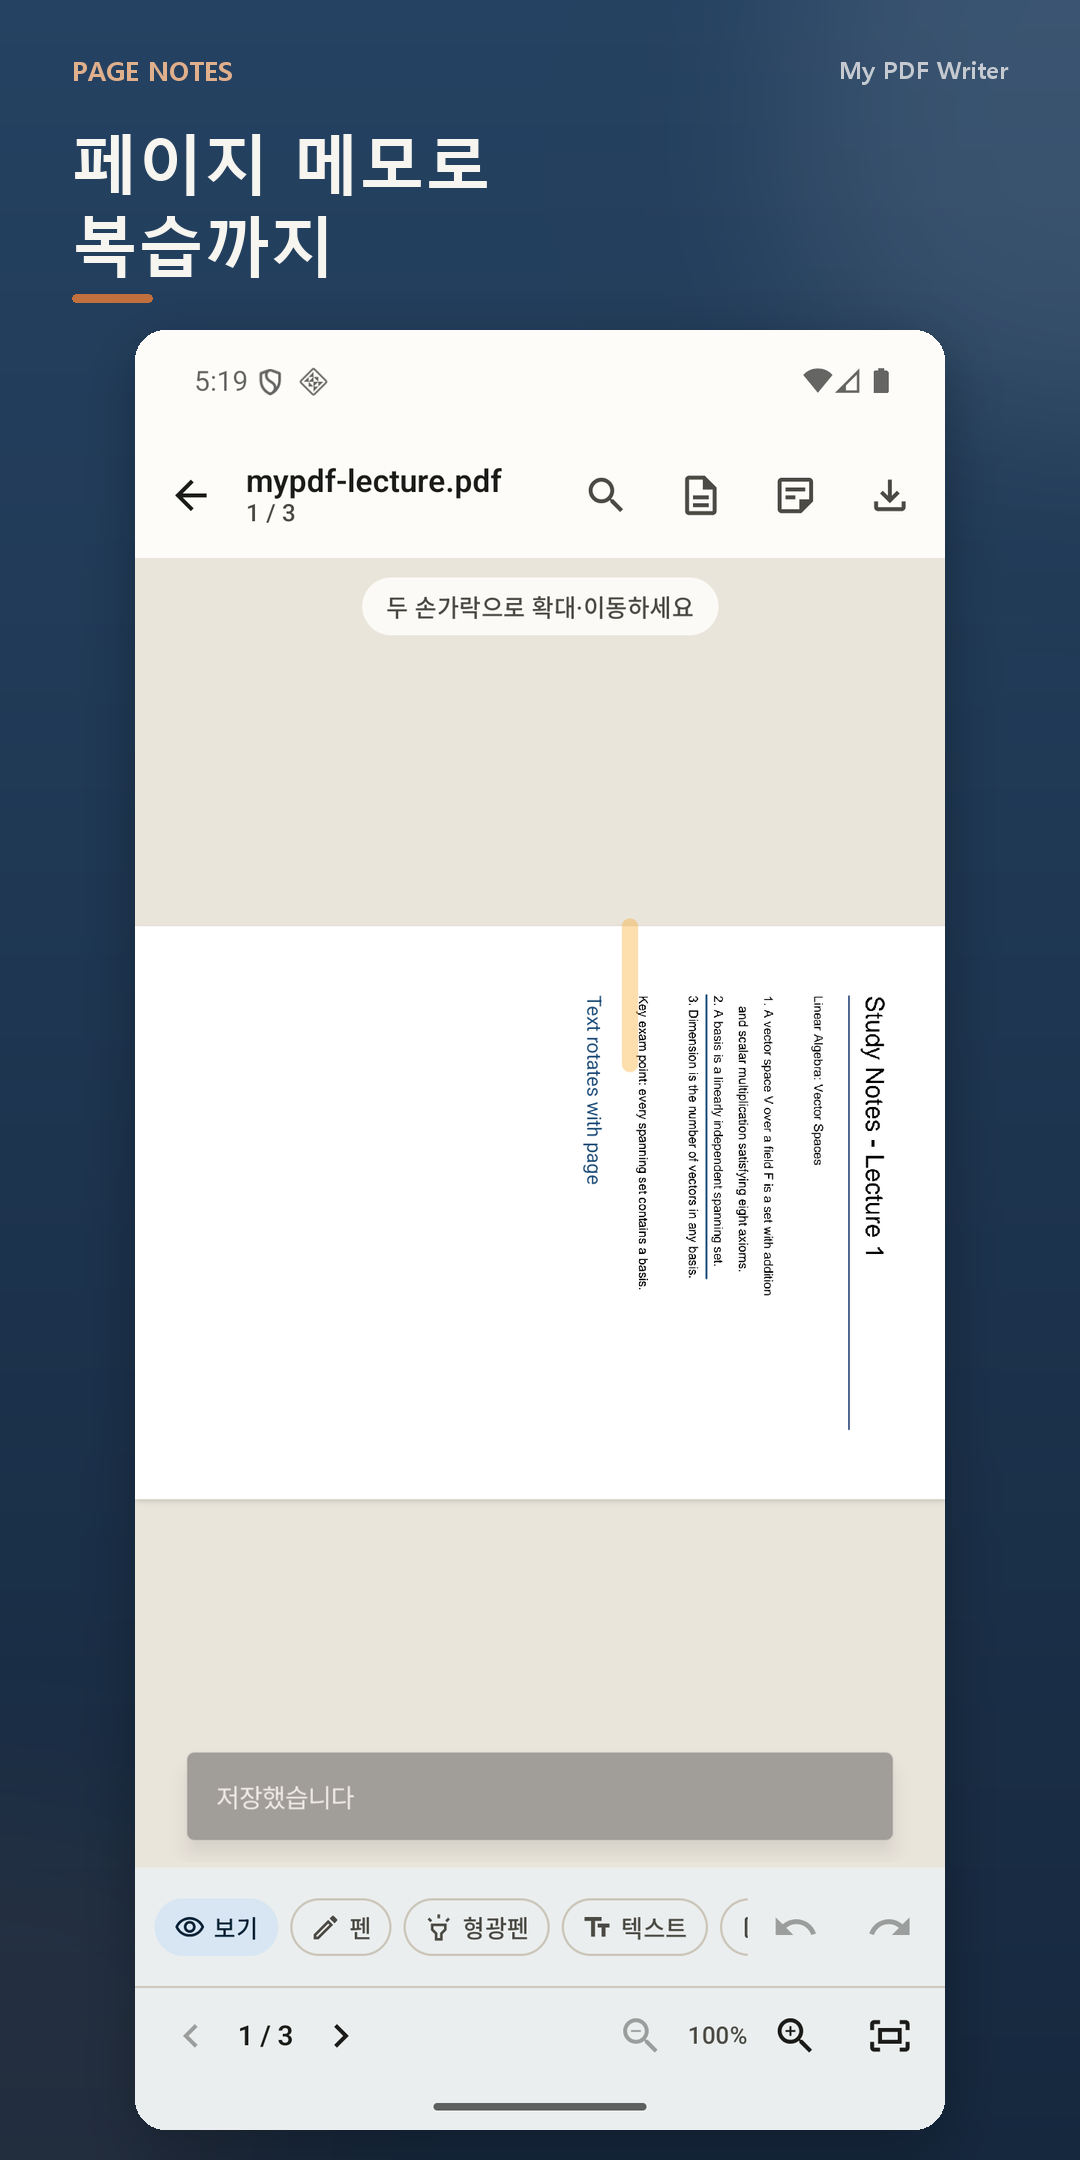 PAGE NOTES
My PDF Writer
페이지 메모로
복습까지
5:19
mypdf-lecture.pdf
1 / 3
두 손가락으로 확대·이동하세요
Study Notes - Lecture 1
Linear Algebra: Vector Spaces
1. A vector space V over a field F is a set with addition
and scalar multiplication satisfying eight axioms.
2. A basis is a linearly independent spanning set.
3. Dimension is the number of vectors in any basis.
Key exam point: every spanning set contains a basis.
Text rotates with page
저장했습니다
보기
펜
형광펜
텍스트
1 / 3
100%